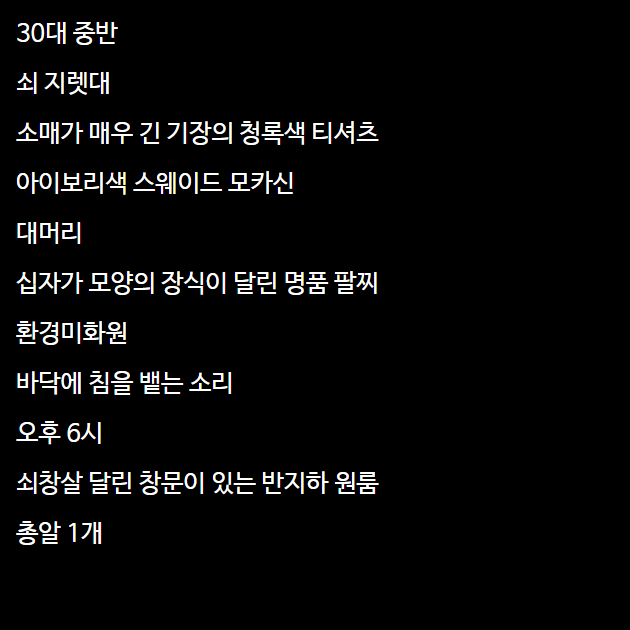 30대 중반
쇠 지렛대
소매가 매우 긴 기장의 청록색 티셔츠
아이보리색 스웨이드 모카신
대머리
십자가 모양의 장식이 달린 명품 팔찌
환경미화원
바닥에 침을 뱉는 소리
오후 6시
쇠창살 달린 창문이 있는 반지하 원룸
총알 1개